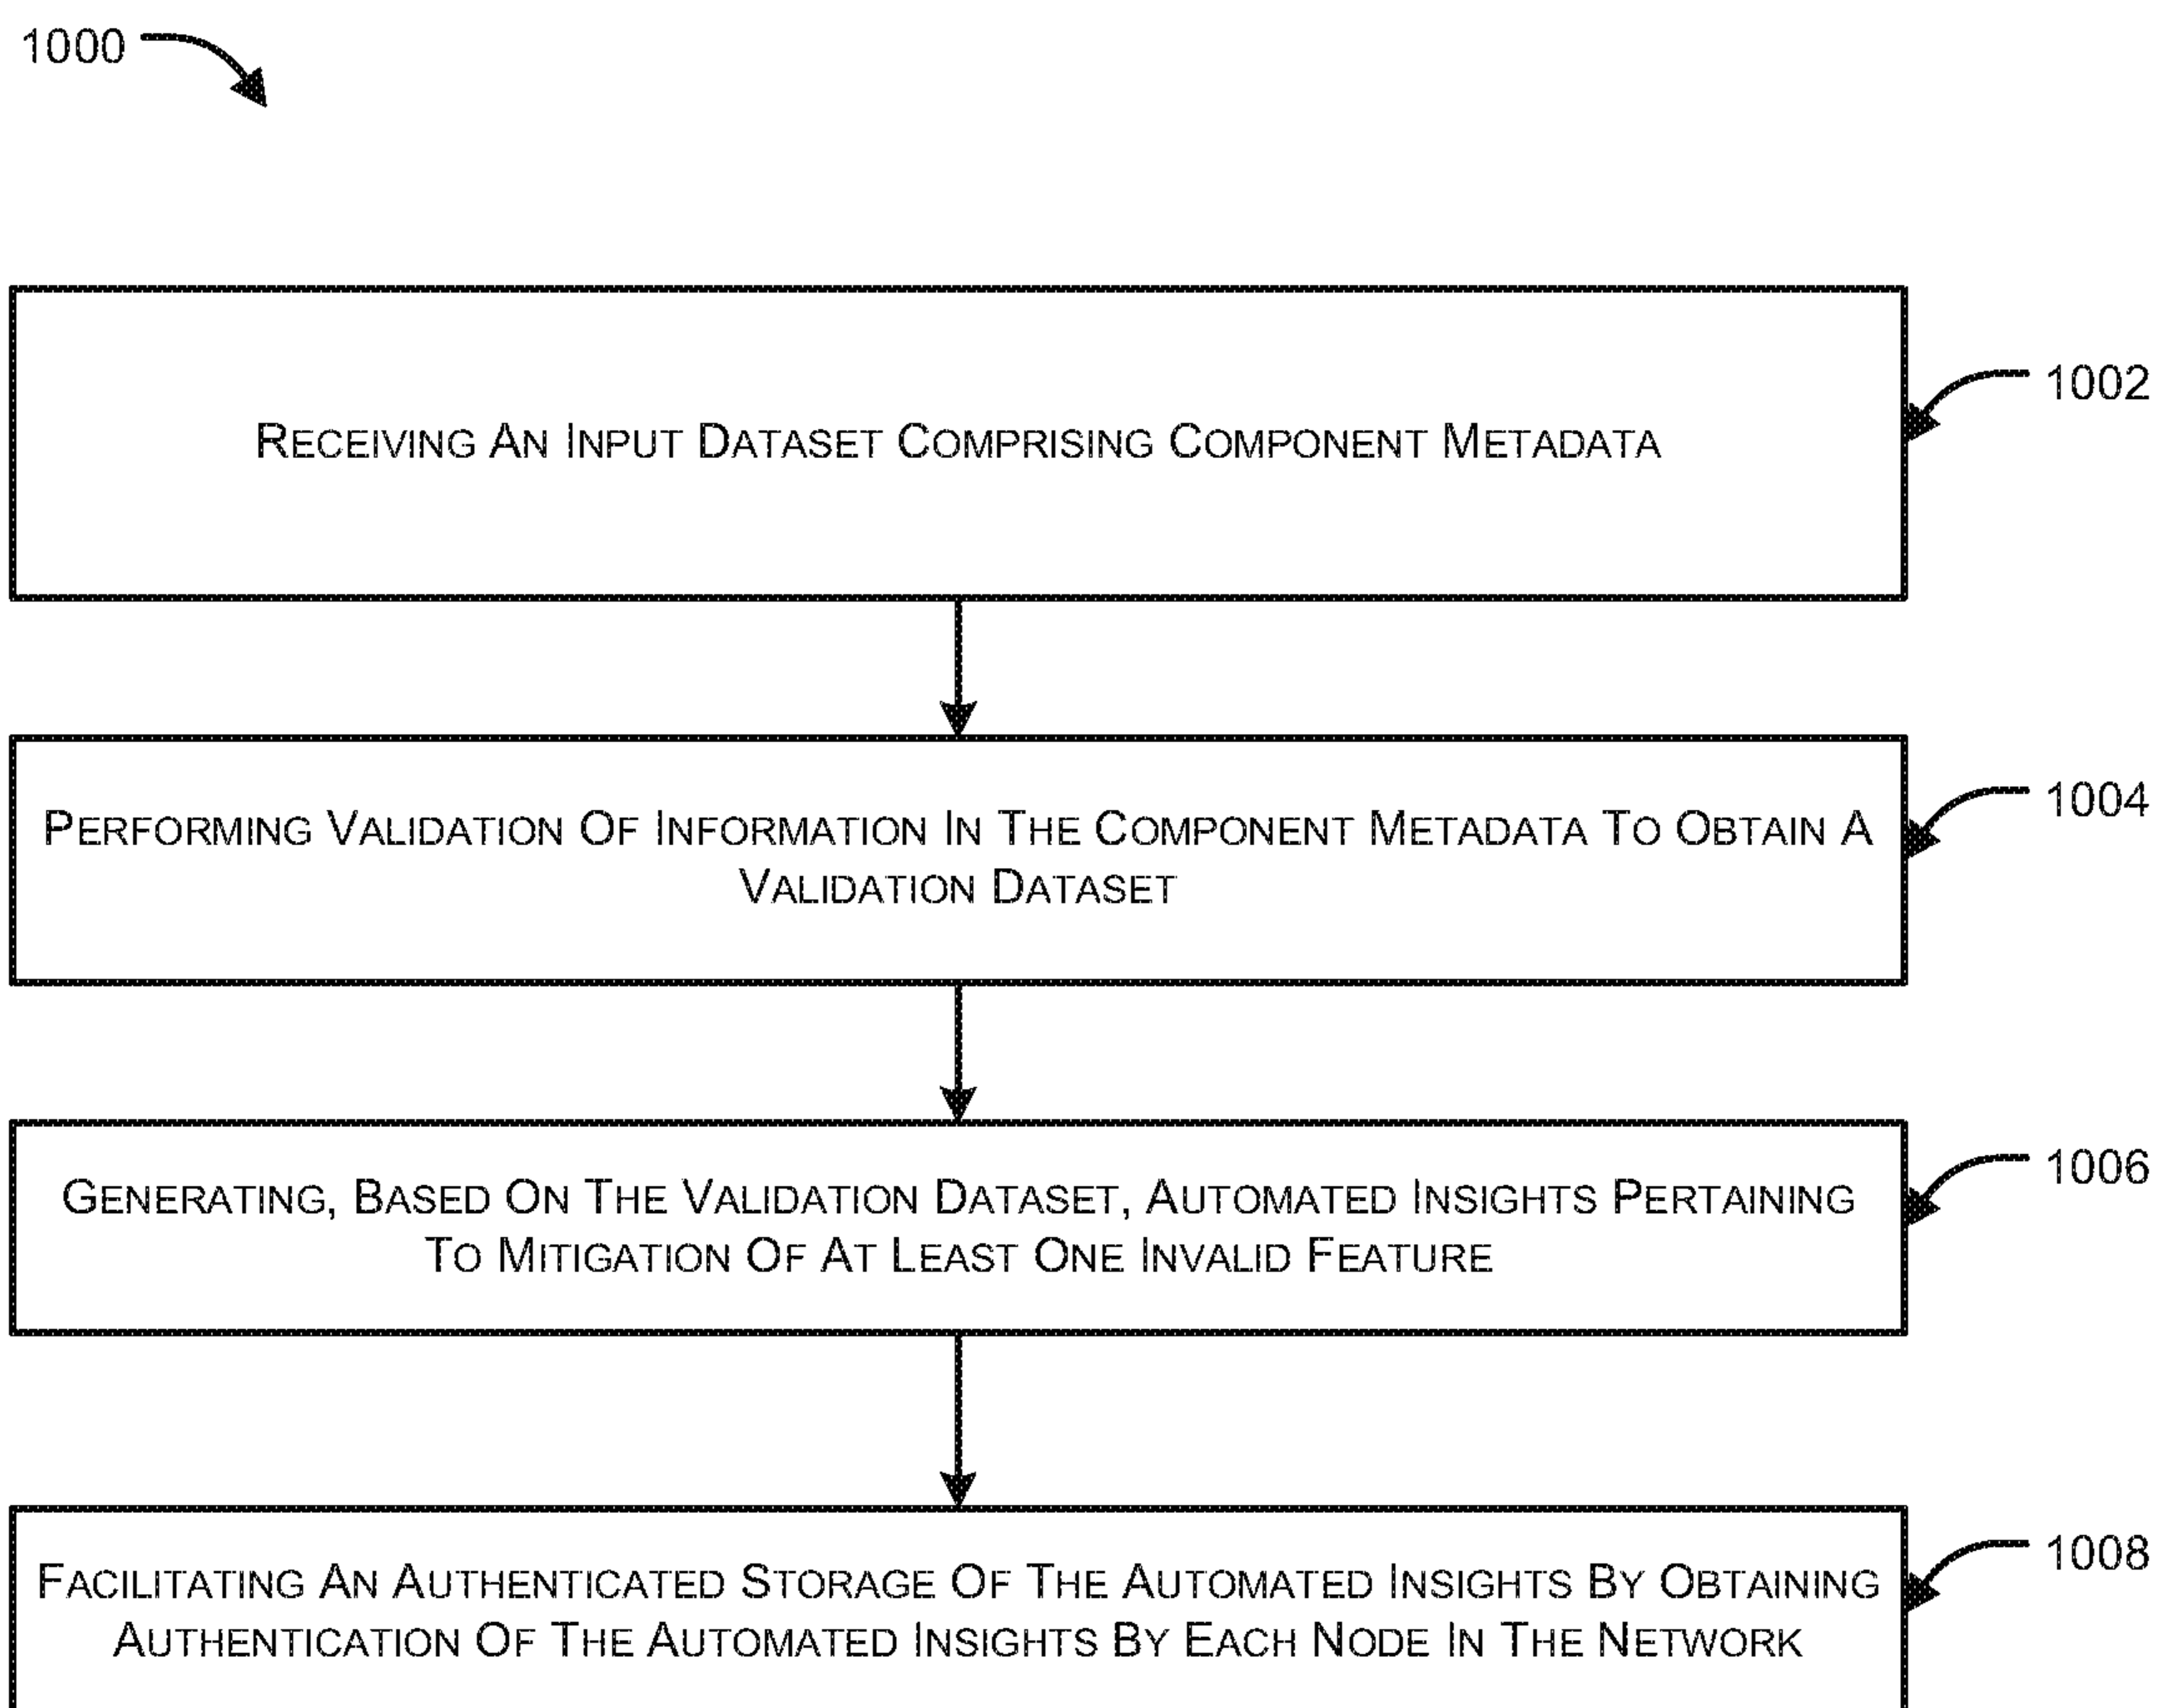 1000
RECEIVING AN INPUT DATASET COMPRISING COMPONENT METADATA
1002
PERFORMING VALIDATION OF INFORMATION IN THE COMPONENT METADATA TO OBTAIN A
VALIDATION DATASET
1004
GENERATING, BASED ON THE VALIDATION DATASET, AUTOMATED INSIGHTS PERTAINING
TO MITIGATION OF AT LEAST ONE INVALID FEATURE
1006
FACILITATING AN AUTHENTICATED STORAGE OF THE AUTOMATED INSIGHTS BY OBTAINING
AUTHENTICATION OF THE AUTOMATED INSIGHTS BY EACH NODE IN THE NETWORK
1008